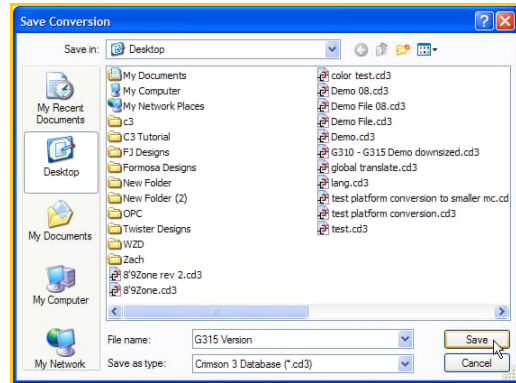 Save Conversion
Save in:
Desktop
My Recent
Documents
Desktop
My Documents
My Computer
My Network
My Documents
My Computer
My Network Places
c3
C3 Tutorial
FJ Designs
Formosa Designs
New Folder
New Folder (2)
OPC
Twister Designs
WZD
Zach
8'9Zone rev 2.cd3
8'9Zone.cd3
color test.cd3
Demo 08.cd3
Demo File 08.cd3
Demo File.cd3
Demo.cd3
G310 - G315 Demo downsized.cd3
global translate.cd3
lang.cd3
test platform conversion to smaller mc.cd
test platform conversion.cd3
test.cd3
File name:
G315 Version
Save
Save as type:
Crimson 3 Database (*.cd3)
Cancel